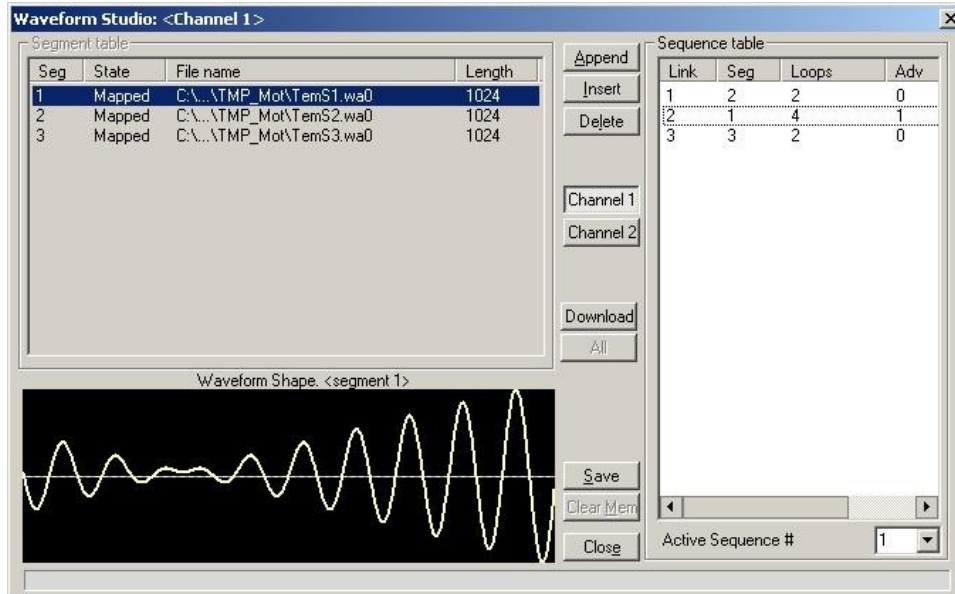 Waveform Studio: <Channel 1>
Segment table
Seg State File name Length
1 Mapped C:\...\TMP_Mot\TemS1.wa0 1024
2 Mapped C:\...\TMP_Mot\TemS2.wa0 1024
3 Mapped C:\...\TMP_Mot\TemS3.wa0 1024
Append
Insert
Delete
Channel 1
Channel 2
Download
All
Save
Clear Mem
Close
Sequence table
Link Seg Loops Adv
1 2 2 0
2 1 4 1
3 3 2 0
Active Sequence # 1
Waveform Shape. <segment 1>